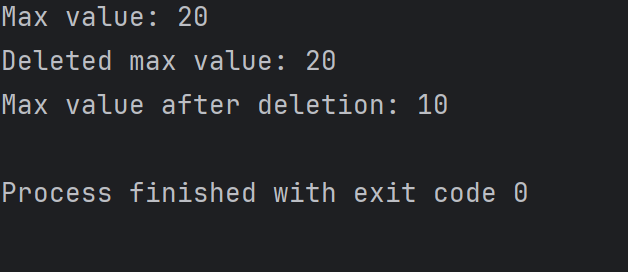 Max value: 20
Deleted max value: 20
Max value after deletion: 10
Process finished with exit code 0